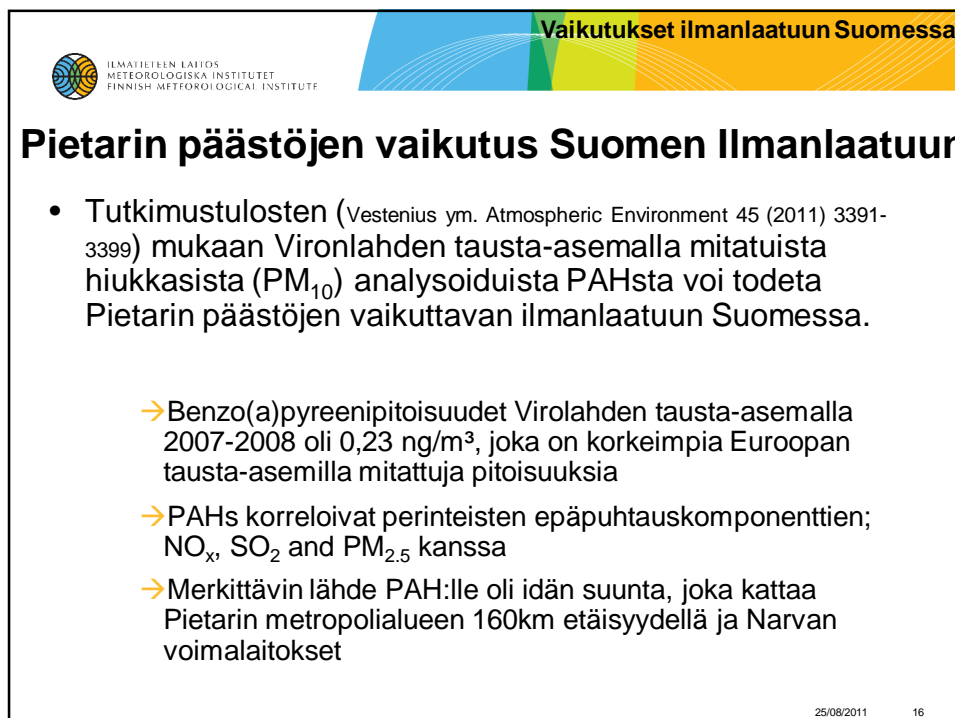 Vaikutukset ilmanlaatuun Suomessa
ILMATIETEEN LAITOS
METEOROLOGISKA INSTITUTET
FINNISH METEOROLOGICAL INSTITUTE
Pietarin päästöjen vaikutus Suomen Ilmanlaatuun
• Tutkimustulosten (Vestenius ym. Atmospheric Environment 45 (2011) 3391-
3399) mukaan Vironlahden tausta-asemalla mitatuista
hiukkasista (PM₁₀) analysoiduista PAHsta voi todeta
Pietarin päästöjen vaikuttavan ilmanlaatuun Suomessa.
→Benzo(a)pyreenipitoisuudet Virolahden tausta-asemalla
2007-2008 oli 0,23 ng/m³, joka on korkeimpia Euroopan
tausta-asemilla mitattuja pitoisuuksia
→PAHs korreloivat perinteisten epäpuhtauskomponenttien;
NOₓ, SO₂ and PM₂.₅ kanssa
→Merkittävin lähde PAH:lle oli idän suunta, joka kattaa
Pietarin metropolialueen 160km etäisyydellä ja Narvan
voimalaitokset
25/08/2011 16